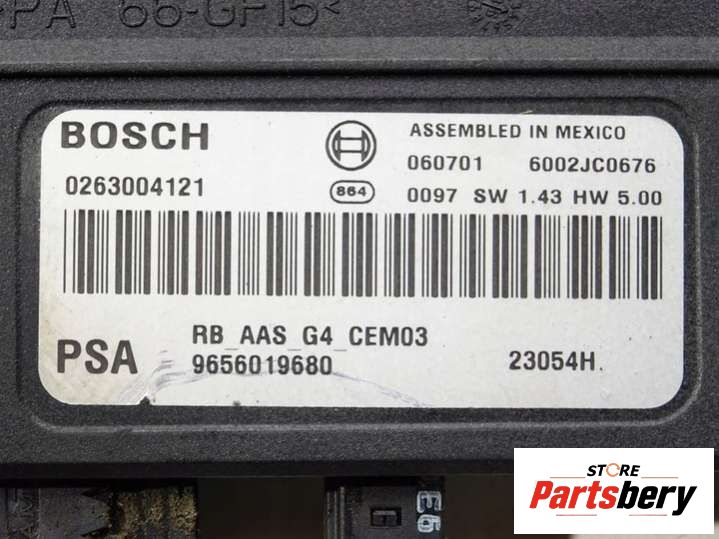 PA 66-GF15<
BOSCH
ASSEMBLED IN MEXICO
060701 6002JC0676
0263004121
864
0097 SW 1.43 HW 5.00
RB_AAS_G4_CEM03
PSA
9656019680
23054H.
STORE
Partsbery